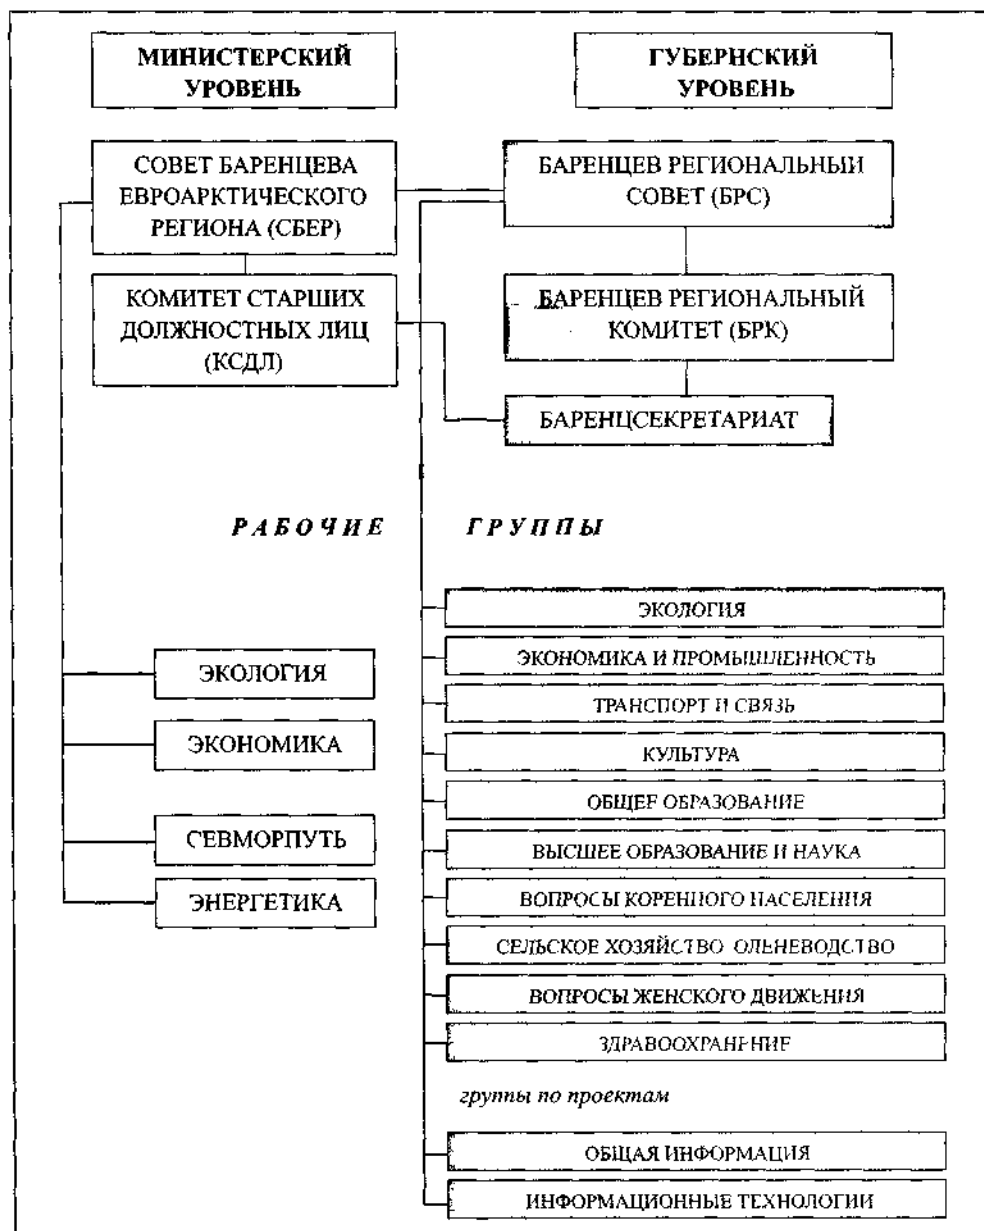 МИНИСТЕРСКИЙ
УРОВЕНЬ
ГУБЕРНСКИЙ
УРОВЕНЬ
СОВЕТ БАРЕНЦЕВА
ЕВРОАРКТИЧЕСКОГО
РЕГИОНА (СБЕР)
БАРЕНЦЕВ РЕГИОНАЛЬНЫЙ
СОВЕТ (БРС)
КОМИТЕТ СТАРШИХ
ДОЛЖНОСТНЫХ ЛИЦ
(КСДЛ)
БАРЕНЦЕВ РЕГИОНАЛЬНЫЙ
КОМИТЕТ (БРК)
БАРЕНЦСЕКРЕТАРИАТ
РАБОЧИЕ ГРУППЫ
ЭКОЛОГИЯ
ЭКОНОМИКА
СЕВМОРПУТЬ
ЭНЕРГЕТИКА
ЭКОЛОГИЯ
ЭКОНОМИКА И ПРОМЫШЛЕННОСТЬ
ТРАНСПОРТ И СВЯЗЬ
КУЛЬТУРА
ОБЩЕЕ ОБРАЗОВАНИЕ
ВЫСШЕЕ ОБРАЗОВАНИЕ И НАУКА
ВОПРОСЫ КОРЕННОГО НАСЕЛЕНИЯ
СЕЛЬСКОЕ ХОЗЯЙСТВО ОЛЕНЕВОДСТВО
ВОПРОСЫ ЖЕНСКОГО ДВИЖЕНИЯ
ЗДРАВООХРАНЕНИЕ
группы по проектам
ОБЩАЯ ИНФОРМАЦИЯ
ИНФОРМАЦИОННЫЕ ТЕХНОЛОГИИ